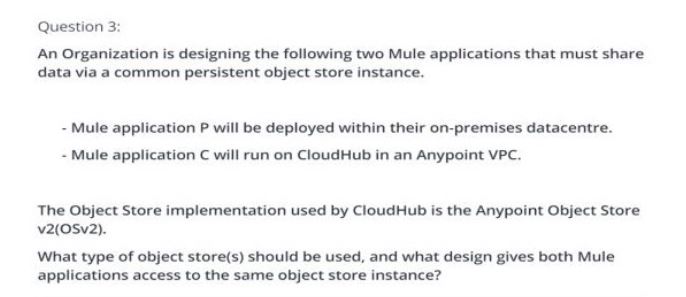 Question 3:
An Organization is designing the following two Mule applications that must share
data via a common persistent object store instance.
- Mule application P will be deployed within their on-premises datacentre.
- Mule application C will run on CloudHub in an Anypoint VPC.
The Object Store implementation used by CloudHub is the Anypoint Object Store
v2(OSv2).
What type of object store(s) should be used, and what design gives both Mule
applications access to the same object store instance?